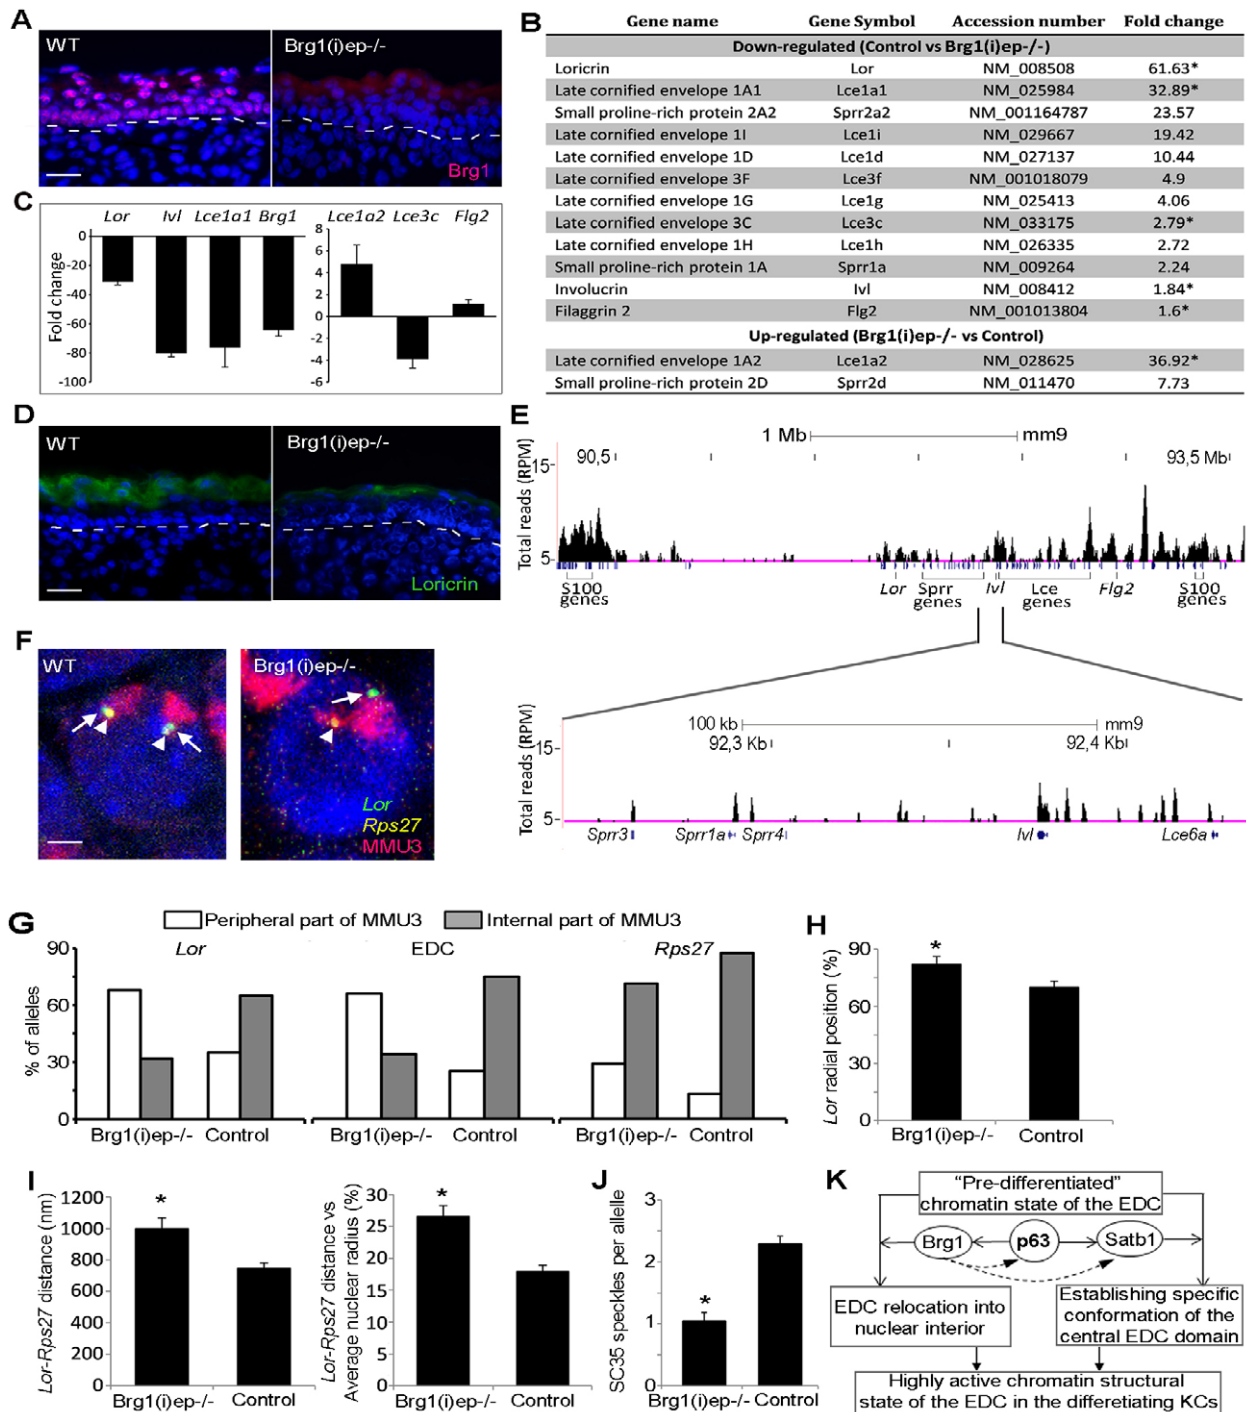 A
WT
Brg1(i)ep-/-
Brg1
B
Gene name Gene Symbol Accession number Fold change
Down-regulated (Control vs Brg1(i)ep-/-)
Loricrin Lor NM_008508 61.63*
Late cornified envelope 1A1 Lce1a1 NM_025984 32.89*
Small proline-rich protein 2A2 Sprr2a2 NM_001164787 23.57
Late cornified envelope 1I Lce1i NM_029667 19.42
Late cornified envelope 1D Lce1d NM_027137 10.44
Late cornified envelope 3F Lce3f NM_001018079 4.9
Late cornified envelope 1G Lce1g NM_025413 4.06
Late cornified envelope 3C Lce3c NM_033175 2.79*
Late cornified envelope 1H Lce1h NM_026335 2.72
Small proline-rich protein 1A Sprr1a NM_009264 2.24
Involucrin Ivl NM_008412 1.84*
Filaggrin 2 Flg2 NM_001013804 1.6*
Up-regulated (Brg1(i)ep-/- vs Control)
Late cornified envelope 1A2 Lce1a2 NM_028625 36.92*
Small proline-rich protein 2D Sprr2d NM_011470 7.73
C
Lor Ivl Lce1a1 Brg1
Fold change
0
-20
-40
-60
-80
-100
Lce1a2 Lce3c Flg2
8
6
4
2
0
-2
-4
-6
D
WT
Brg1(i)ep-/-
Loricrin
E
1 Mb mm9
90,5 93,5 Mb
Total reads (RPM)
15
5
S100 genes
Lor
Sprr genes
Ivl
Lce genes
Flg2
S100 genes
100 kb mm9
92,3 Kb 92,4 Kb
Total reads (RPM)
15
5
Sprr3 Sprr1a Sprr4 Ivl Lce6a
F
WT
Brg1(i)ep-/-
Lor
Rps27
MMU3
G
Peripheral part of MMU3 Internal part of MMU3
Lor EDC Rps27
% of alleles
90
60
30
0
Brg1(i)ep-/- Control Brg1(i)ep-/- Control Brg1(i)ep-/- Control
H
Lor radial position (%)
90
60
30
0
*
Brg1(i)ep-/- Control
I
Lor-Rps27 distance (nm)
1200
1000
800
600
400
200
0
*
Brg1(i)ep-/- Control
Lor-Rps27 distance vs
Average nuclear radius (%)
30
25
20
15
10
5
0
*
Brg1(i)ep-/- Control
J
SC35 speckles per allele
3
2
1
0
*
Brg1(i)ep-/- Control
K
“Pre-differentiated”
chromatin state of the EDC
Brg1 p63 Satb1
EDC relocation into
nuclear interior
Establishing specific
conformation of the
central EDC domain
Highly active chromatin structural
state of the EDC in the differetiating KCs